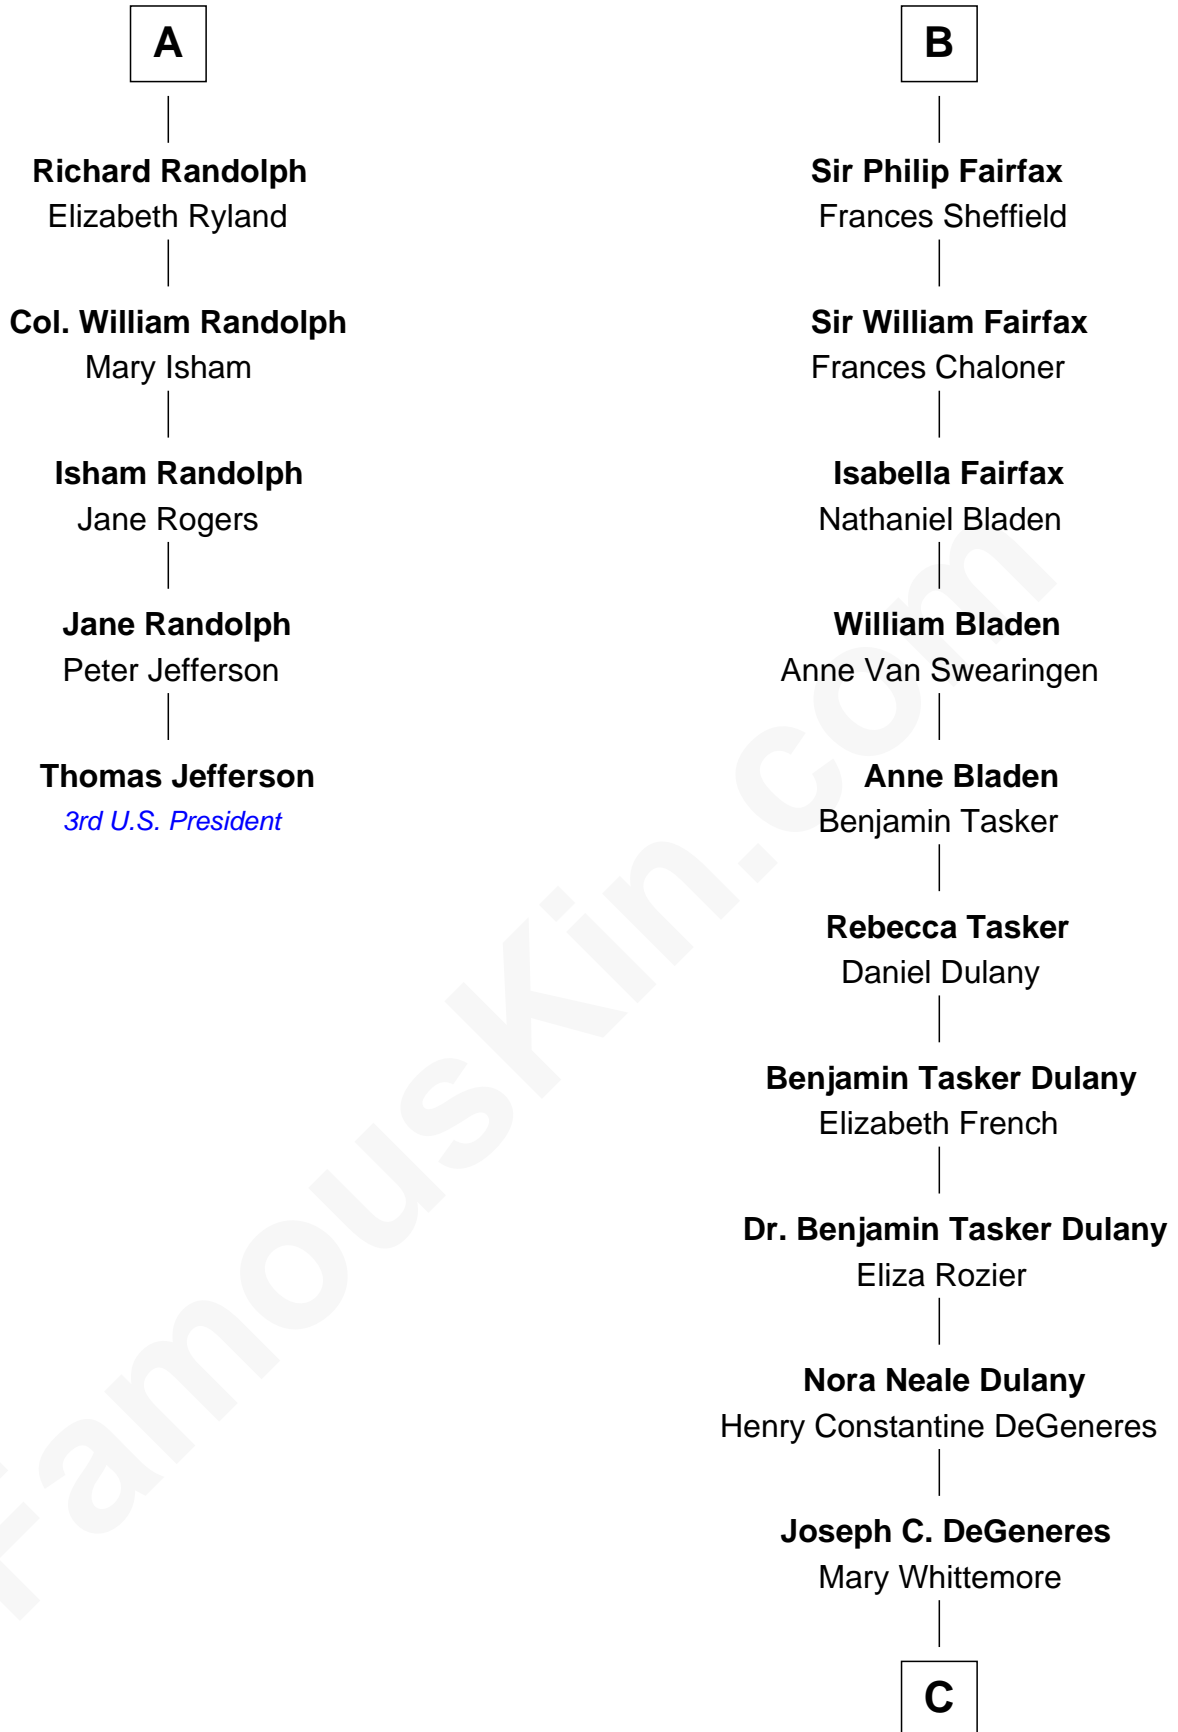 A
Richard Randolph
Elizabeth Ryland
Col. William Randolph
Mary Isham
Isham Randolph
Jane Rogers
Jane Randolph
Peter Jefferson
Thomas Jefferson
3rd U.S. President
B
Sir Philip Fairfax
Frances Sheffield
Sir William Fairfax
Frances Chaloner
Isabella Fairfax
Nathaniel Bladen
William Bladen
Anne Van Swearingen
Anne Bladen
Benjamin Tasker
Rebecca Tasker
Daniel Dulany
Benjamin Tasker Dulany
Elizabeth French
Dr. Benjamin Tasker Dulany
Eliza Rozier
Nora Neale Dulany
Henry Constantine DeGeneres
Joseph C. DeGeneres
Mary Whittemore
C
FamousKin.com